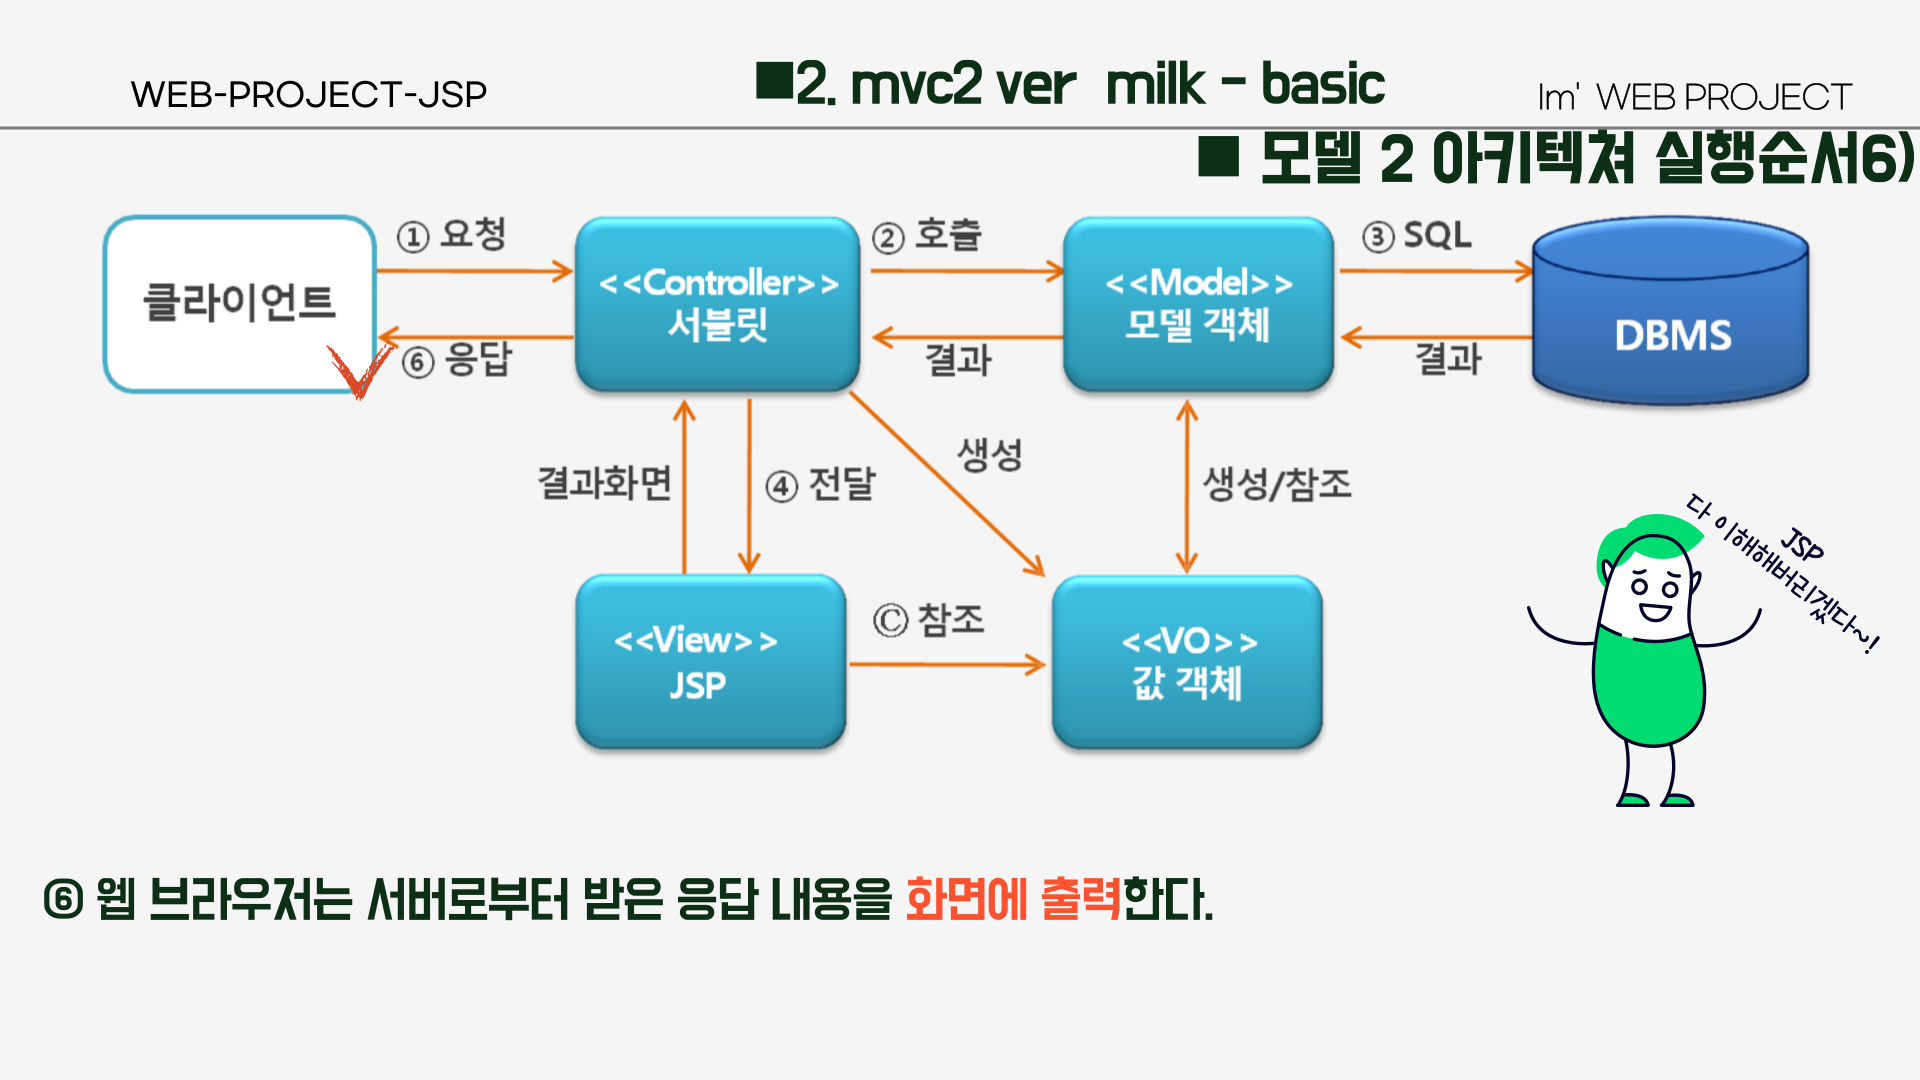 WEB-PROJECT-JSP
■2. mvc2 ver milk - basic
Im' WEB PROJECT
■ 모델 2 아키텍쳐 실행순서6)
클라이언트
① 요청
<<Controller>>
서블릿
② 호출
<<Model>>
모델 객체
③ SQL
DBMS
⑥ 응답
결과
결과
결과화면
④ 전달
생성
생성/참조
<<View>>
JSP
Ⓒ 참조
<<VO>>
값 객체
JSP
다 이해해버리겠다~!
⑥ 웹 브라우저는 서버로부터 받은 응답 내용을 화면에 출력한다.